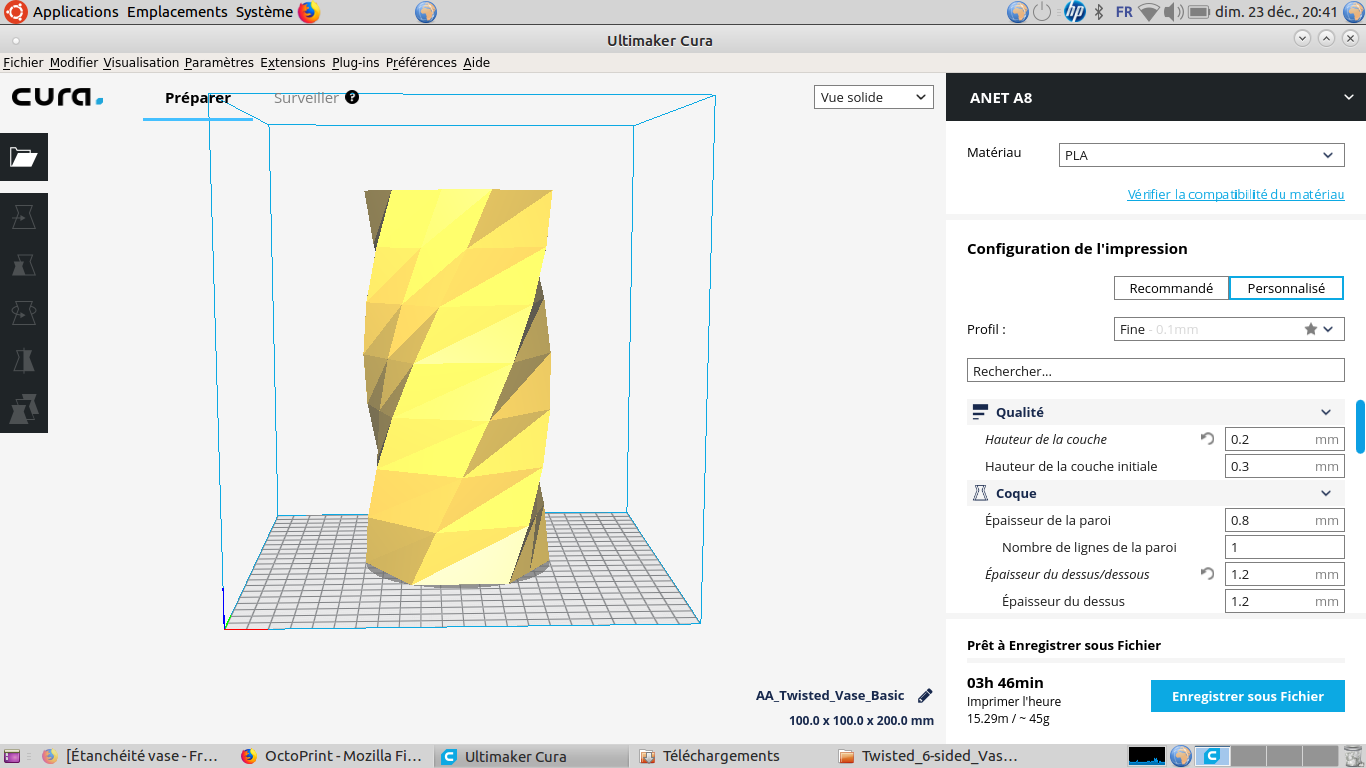 Applications Emplacements Système FR dim. 23 déc., 20:41
Ultimaker Cura
Fichier Modifier Visualisation Paramètres Extensions Plug-ins Préférences Aide
cura. Préparer Surveiller ? Vue solide ANET A8
Matériau PLA
Vérifier la compatibilité du matériau
Configuration de l'impression
Recommandé Personnalisé
Profil : Fine - 0.1mm
Rechercher...
Qualité
Hauteur de la couche 0.2 mm
Hauteur de la couche initiale 0.3 mm
Coque
Épaisseur de la paroi 0.8 mm
Nombre de lignes de la paroi 1
Épaisseur du dessus/dessous 1.2 mm
Épaisseur du dessus 1.2 mm
Prêt à Enregistrer sous Fichier
03h 46min
Imprimer l'heure
15.29m / ~ 45g
Enregistrer sous Fichier
AA_Twisted_Vase_Basic
100.0 x 100.0 x 200.0 mm
[Étanchéité vase - Fr... OctoPrint - Mozilla Fi... Ultimaker Cura Téléchargements Twisted_6-sided_Vas...